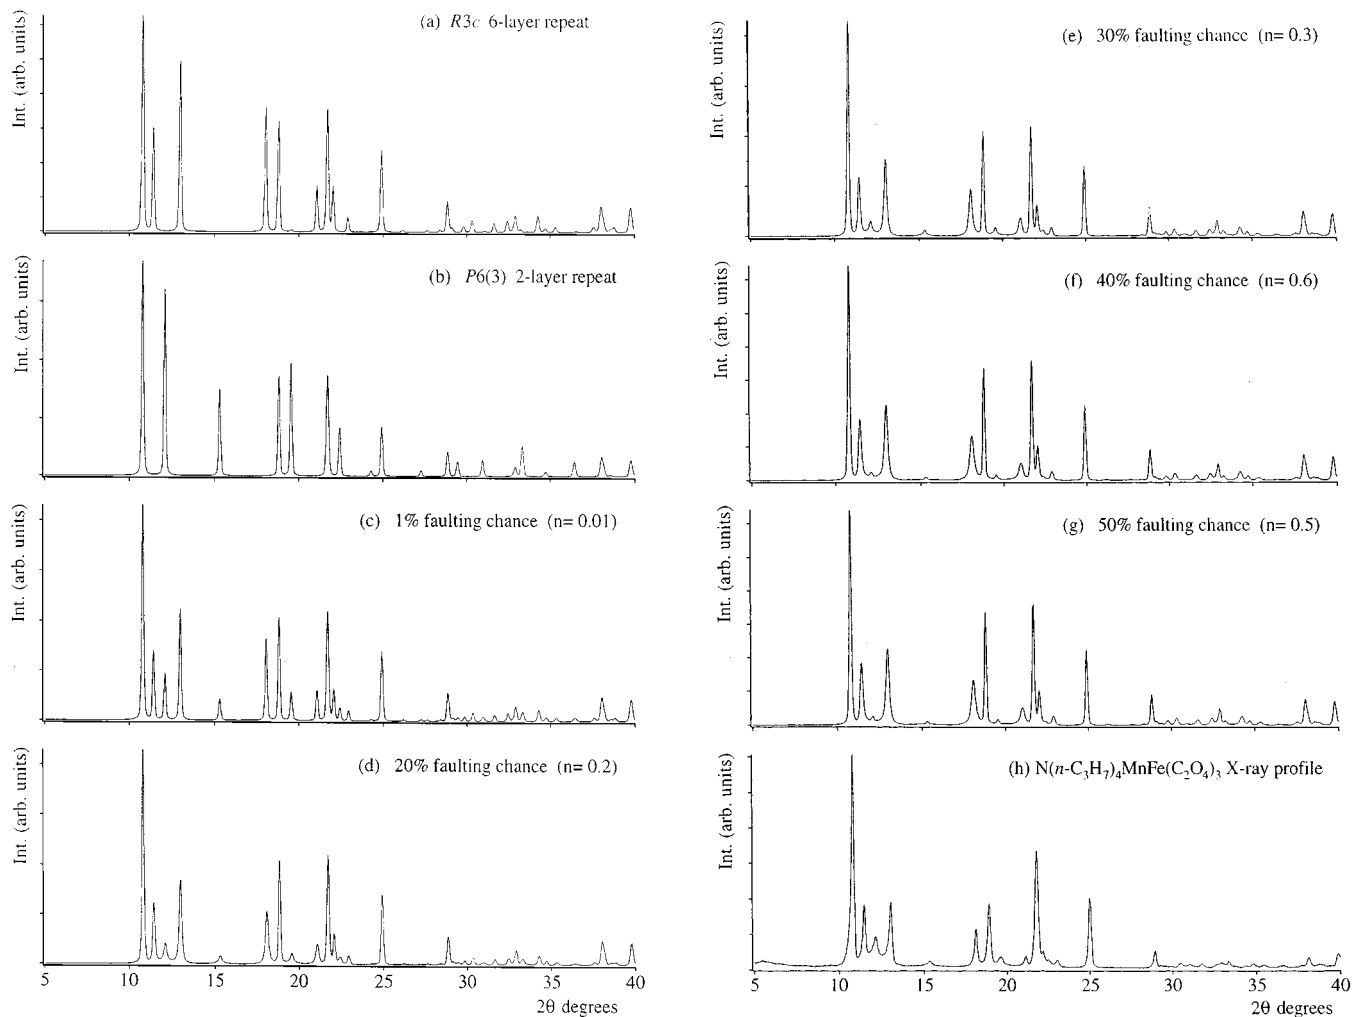 Int. (arb. units)
(a) R3c 6-layer repeat
Int. (arb. units)
(b) P6(3) 2-layer repeat
Int. (arb. units)
(c) 1% faulting chance (n= 0.01)
Int. (arb. units)
(d) 20% faulting chance (n= 0.2)
5 10 15 20 25 30 35 40
2θ degrees
Int. (arb. units)
(e) 30% faulting chance (n= 0.3)
Int. (arb. units)
(f) 40% faulting chance (n= 0.6)
Int. (arb. units)
(g) 50% faulting chance (n= 0.5)
Int. (arb. units)
(h) N(n-C₃H₇)₄MnFe(C₂O₄)₃ X-ray profile
5 10 15 20 25 30 35 40
2θ degrees